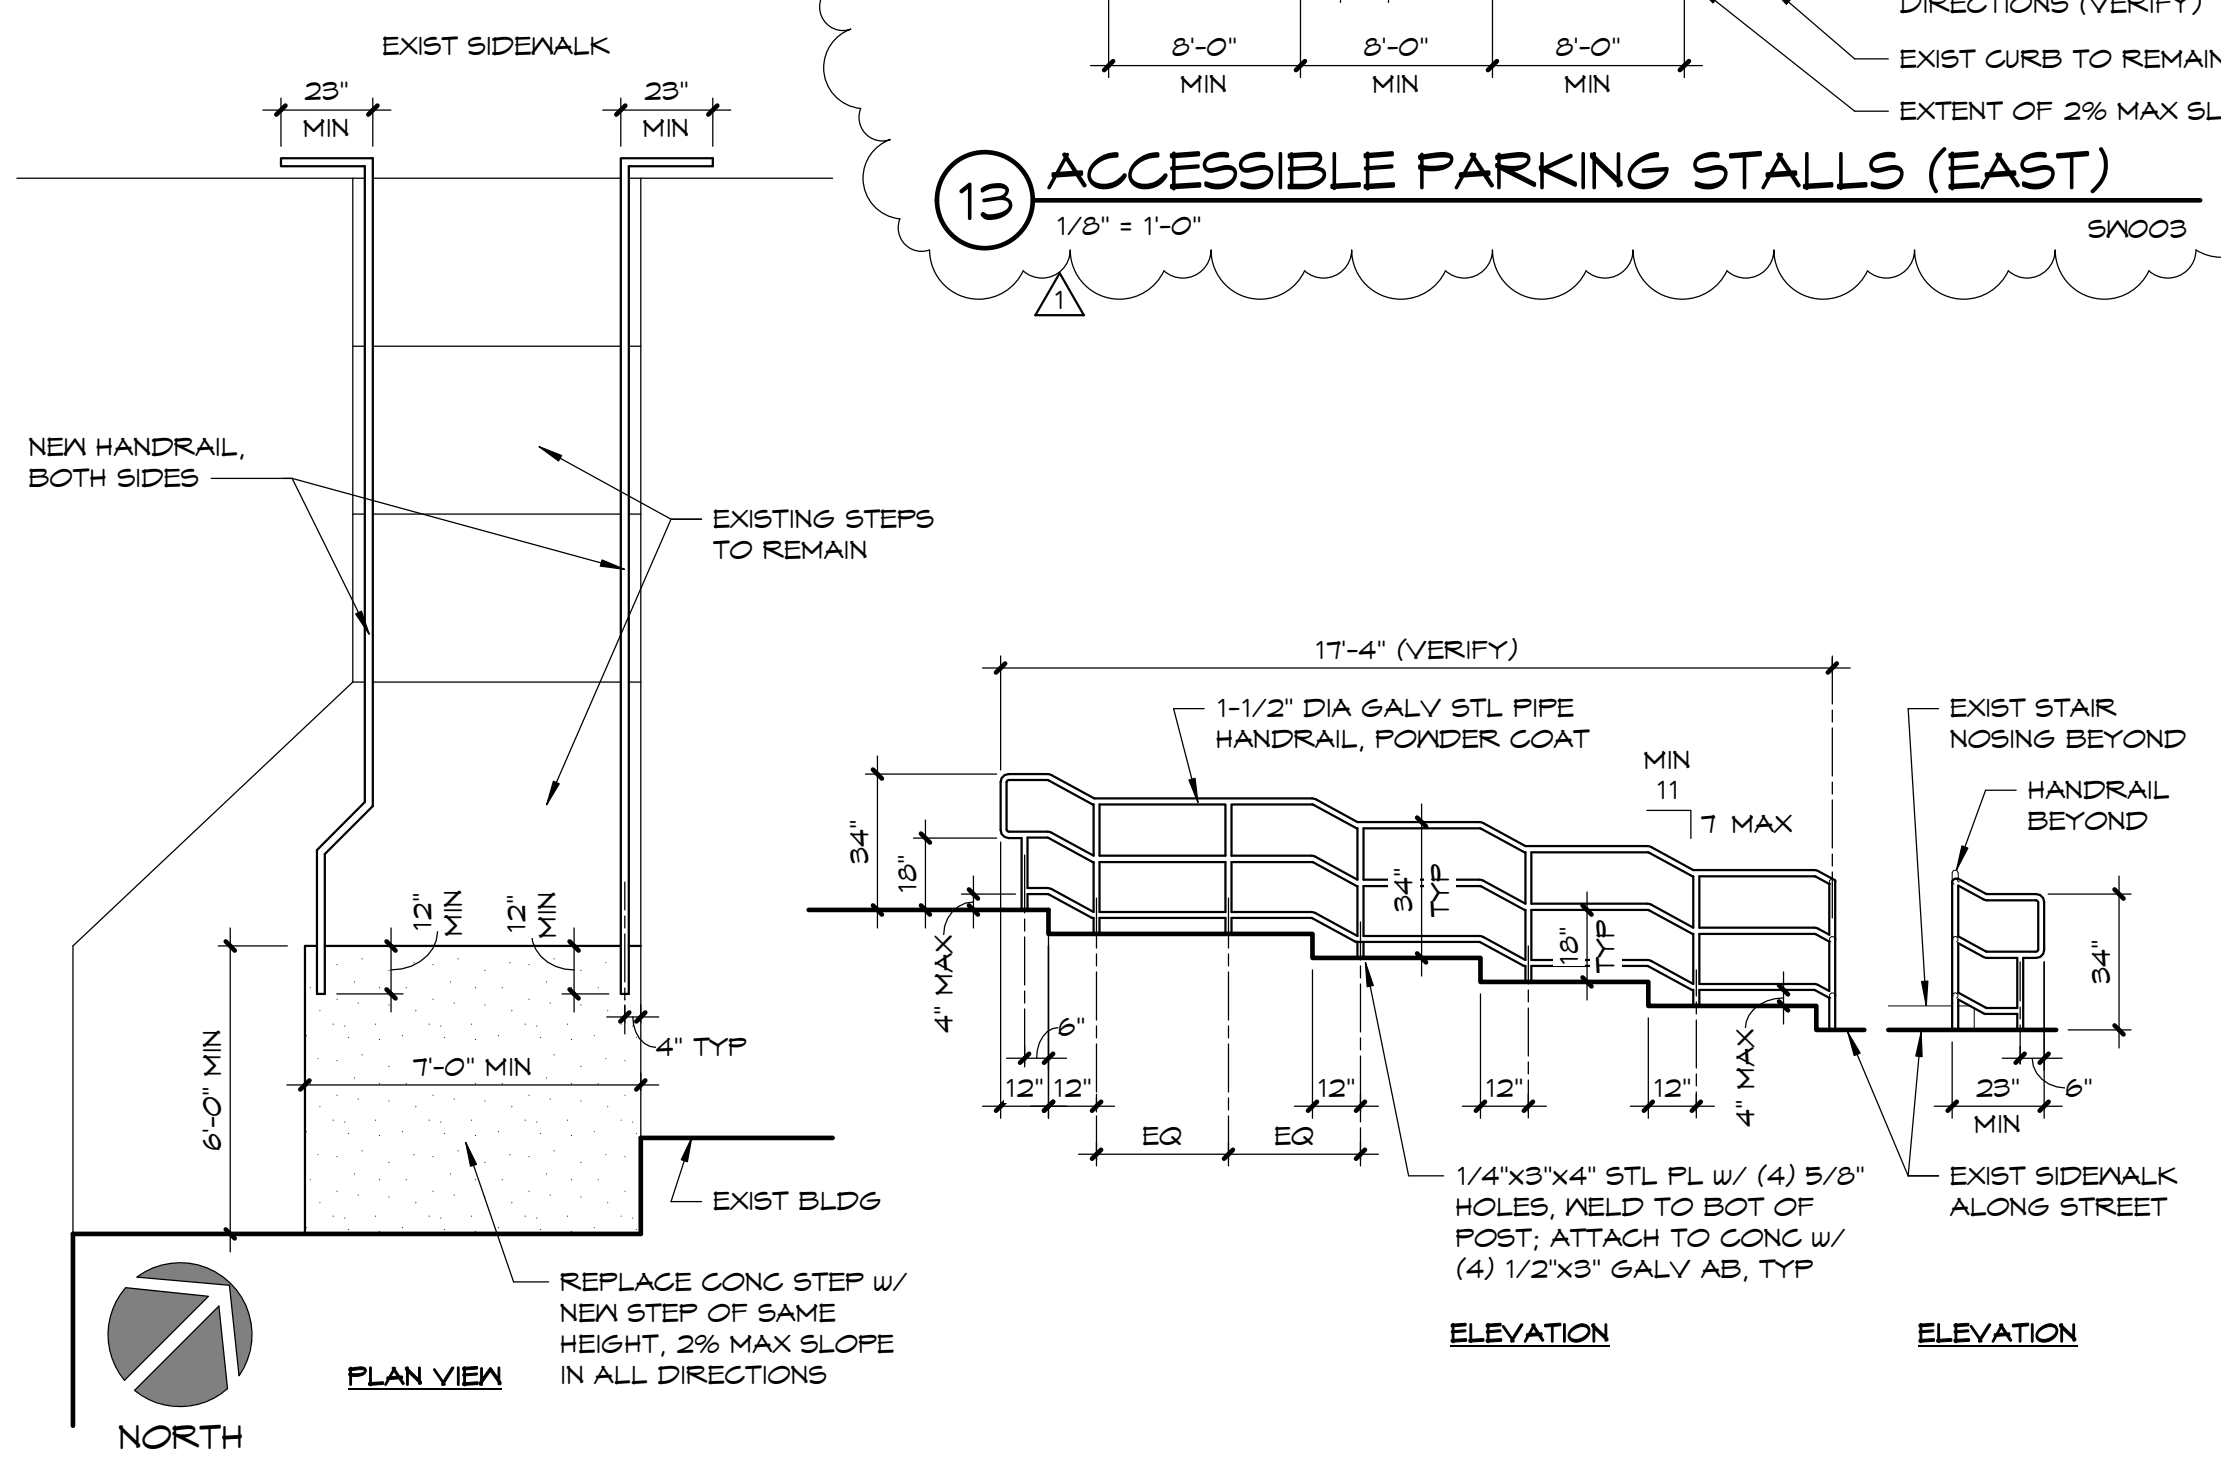 EXIST SIDEWALK
23"
MIN
23"
MIN
NEW HANDRAIL,
BOTH SIDES
EXISTING STEPS
TO REMAIN
12"
MIN
12"
MIN
4" TYP
7'-0" MIN
6'-0" MIN
EXIST BLDG
REPLACE CONC STEP w/
NEW STEP OF SAME
HEIGHT, 2% MAX SLOPE
IN ALL DIRECTIONS
PLAN VIEW
NORTH
DIRECTIONS (VERIFY)
8'-0"
MIN
8'-0"
MIN
8'-0"
MIN
EXIST CURB TO REMAIN
EXTENT OF 2% MAX SL
13
ACCESSIBLE PARKING STALLS (EAST)
1/8" = 1'-0"
SW003
1
17'-4" (VERIFY)
1-1/2" DIA GALV STL PIPE
HANDRAIL, POWDER COAT
MIN
11
7 MAX
34"
18"
4" MAX
34"
TYP
18"
TYP
4" MAX
6"
12"
12"
12"
12"
12"
EQ
EQ
1/4"x3"x4" STL PL w/ (4) 5/8"
HOLES, WELD TO BOT OF
POST; ATTACH TO CONC w/
(4) 1/2"x3" GALV AB, TYP
ELEVATION
EXIST STAIR
NOSING BEYOND
HANDRAIL
BEYOND
34"
23"
MIN
6"
EXIST SIDEWALK
ALONG STREET
ELEVATION